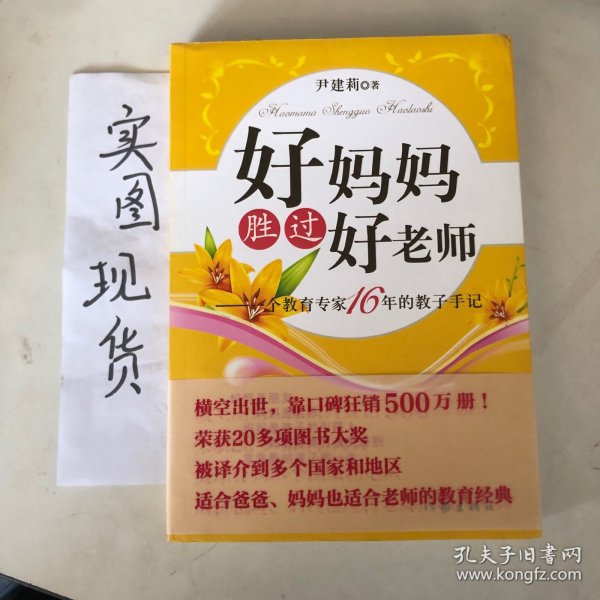 实图
现货
尹建莉◎著
Haomama Shengguo Haolaoshi
好妈妈
胜过
好老师
——一个教育专家16年的教子手记
横空出世，靠口碑狂销500万册！
荣获20多项图书大奖
被译介到多个国家和地区
适合爸爸、妈妈也适合老师的教育经典
孔夫子旧书网
www.kongfz.com